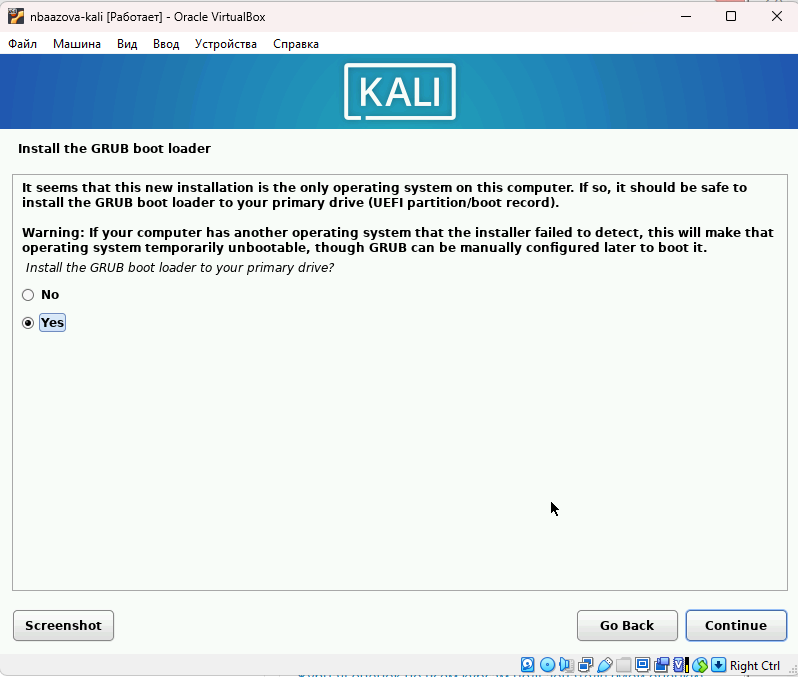 nbaazova-kali [Работает] - Oracle VirtualBox
Файл Машина Вид Ввод Устройства Справка
KALI
Install the GRUB boot loader
It seems that this new installation is the only operating system on this computer. If so, it should be safe to
install the GRUB boot loader to your primary drive (UEFI partition/boot record).
Warning: If your computer has another operating system that the installer failed to detect, this will make that
operating system temporarily unbootable, though GRUB can be manually configured later to boot it.
Install the GRUB boot loader to your primary drive?
No
Yes
Screenshot Go Back Continue
Right Ctrl